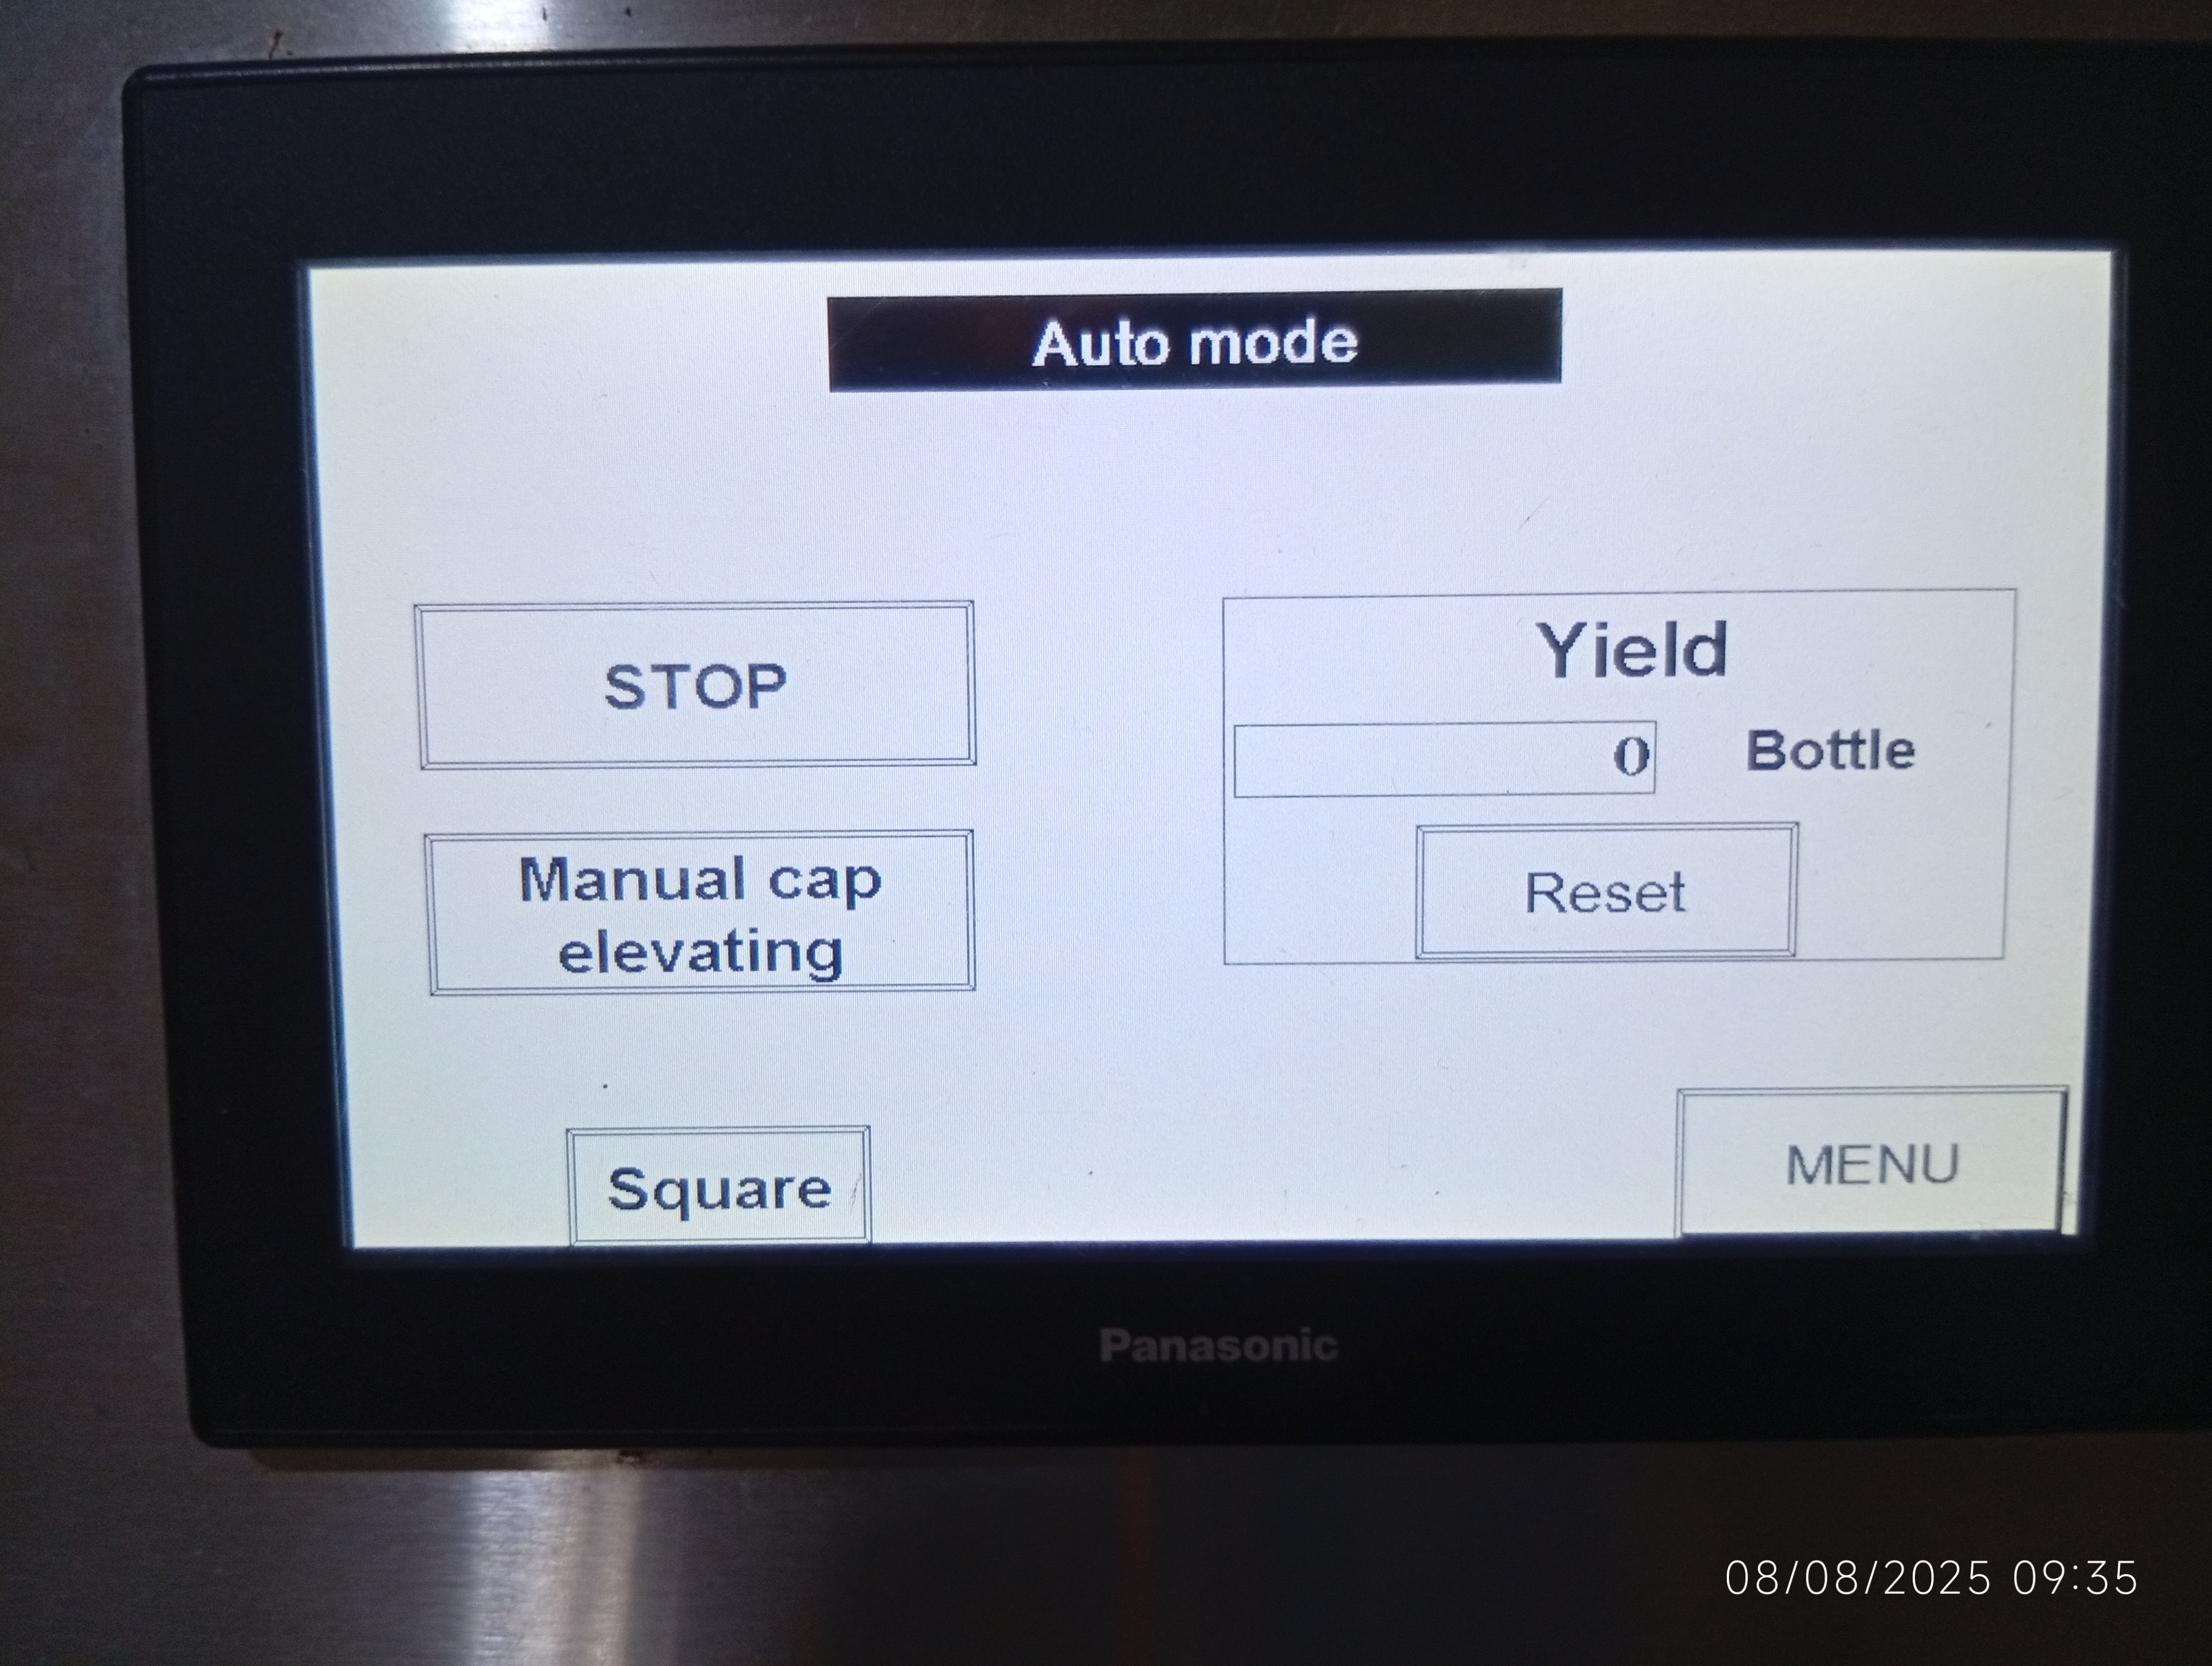 Auto mode
STOP
Yield
0 Bottle
Manual cap
elevating
Reset
Square
MENU
Panasonic
08/08/2025 09:35